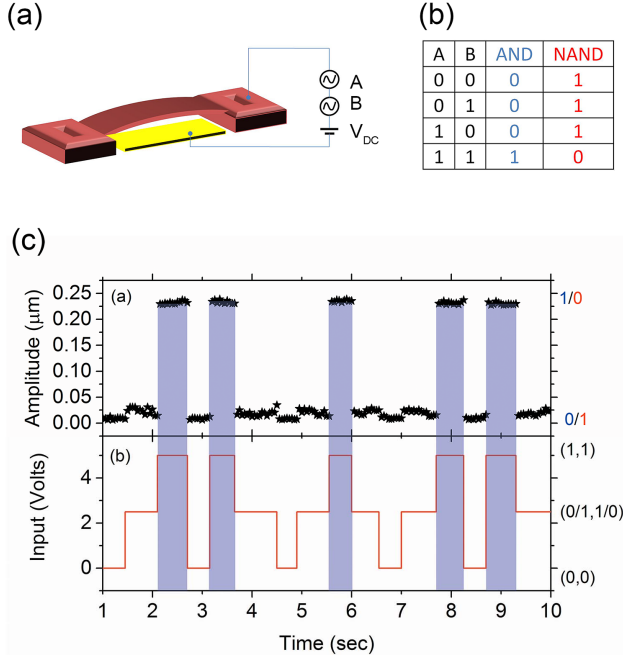 (a)
A
B
V_DC
(b)
A B AND NAND
0 0 0 1
0 1 0 1
1 0 0 1
1 1 1 0
(c)
(a)
Amplitude (μm)
0.25
0.20
0.15
0.10
0.05
0.00
1/0
0/1
(b)
Input (Volts)
4
2
0
(1,1)
(0/1,1/0)
(0,0)
1 2 3 4 5 6 7 8 9 10
Time (sec)